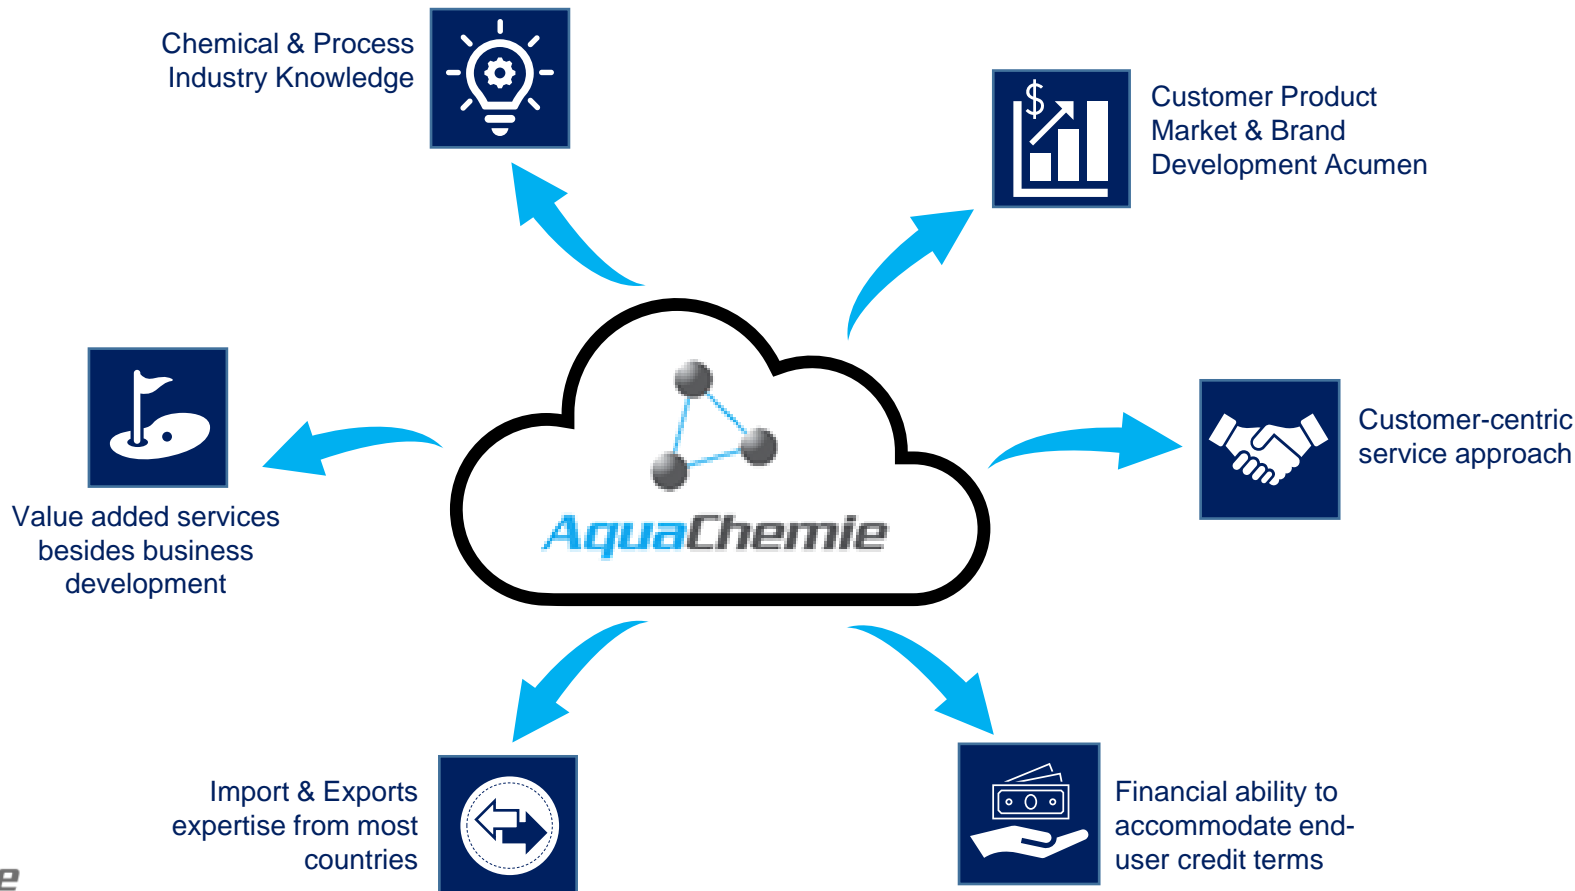 Chemical & Process
Industry Knowledge
$
Customer Product
Market & Brand
Development Acumen
Customer-centric
service approach
AquaChemie
Value added services
besides business
development
Import & Exports
expertise from most
countries
Financial ability to
accommodate end-
user credit terms
e